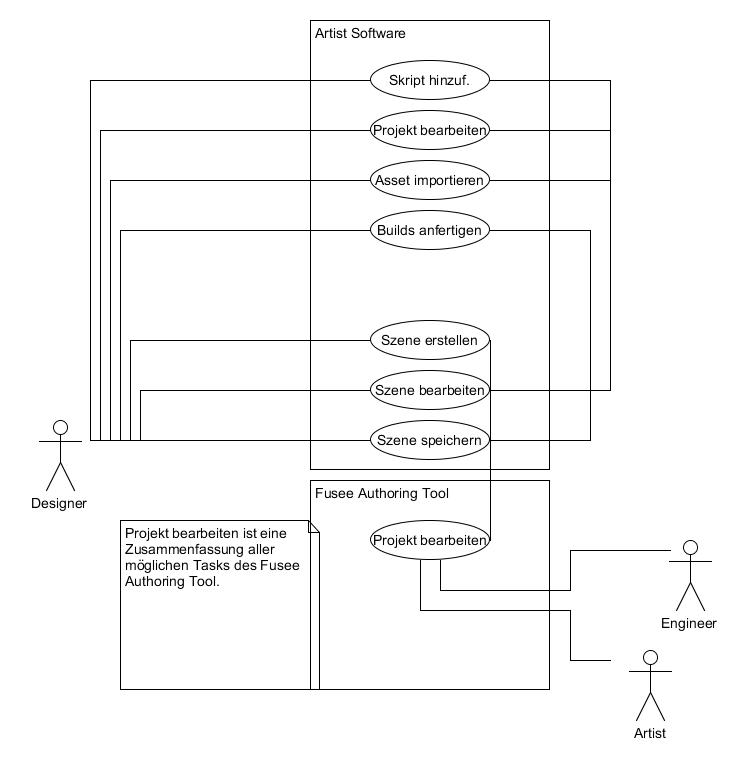 Artist Software
Skript hinzuf.
Projekt bearbeiten
Asset importieren
Builds anfertigen
Szene erstellen
Szene bearbeiten
Szene speichern
Designer
Fusee Authoring Tool
Projekt bearbeiten ist eine
Zusammenfassung aller
möglichen Tasks des Fusee
Authoring Tool.
Projekt bearbeiten
Engineer
Artist